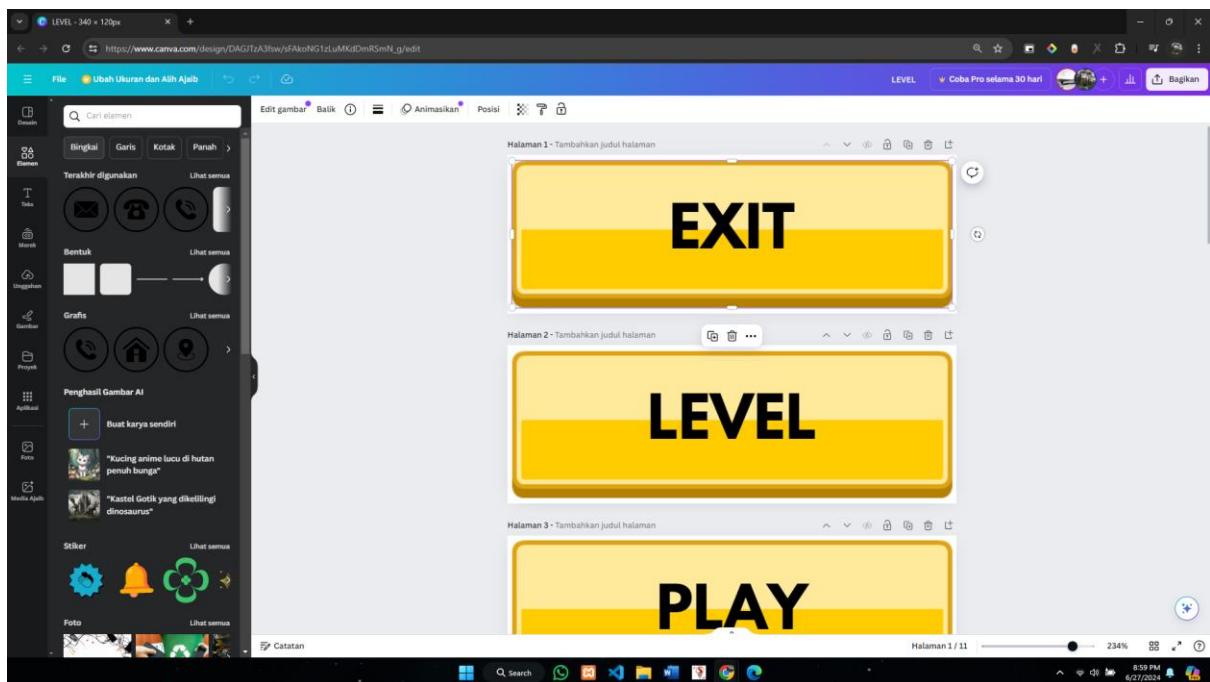 LEVEL - 340 × 120px
https://www.canva.com/design/DAGJTzA3fsw/sFAkoNG1zLuMKdDmRSmN_g/edit
File
Ubah Ukuran dan Alih Ajaib
LEVEL
Coba Pro selama 30 hari
Bagikan
Desain
Elemen
Teks
Merek
Unggahan
Gambar
Proyek
Aplikasi
Foto
Media Ajaib
Cari elemen
Bingkai
Garis
Kotak
Panah
Terakhir digunakan
Lihat semua
Bentuk
Lihat semua
Grafis
Lihat semua
Penghasil Gambar AI
Buat karya sendiri
"Kucing anime lucu di hutan
penuh bunga"
"Kastel Gotik yang dikelilingi
dinosaurus"
Stiker
Lihat semua
Foto
Lihat semua
Edit gambar
Balik
Animasikan
Posisi
Halaman 1 - Tambahkan judul halaman
EXIT
Halaman 2 - Tambahkan judul halaman
LEVEL
Halaman 3 - Tambahkan judul halaman
PLAY
Catatan
Halaman 1 / 11
234%
Search
8:59 PM
6/27/2024